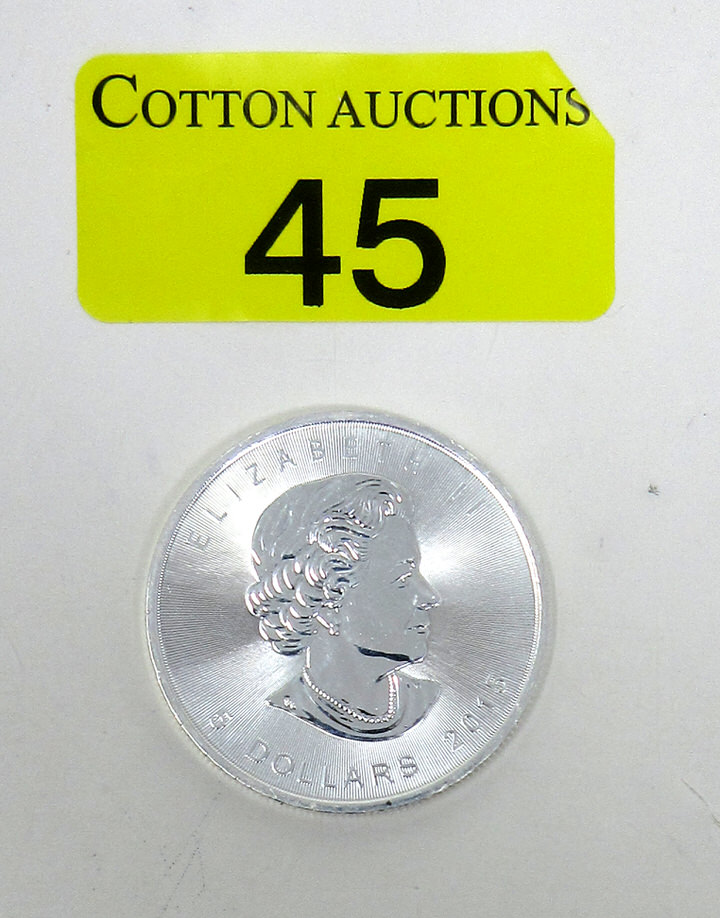 COTTON AUCTIONS
45
ELIZABETH II
5 DOLLARS 2015